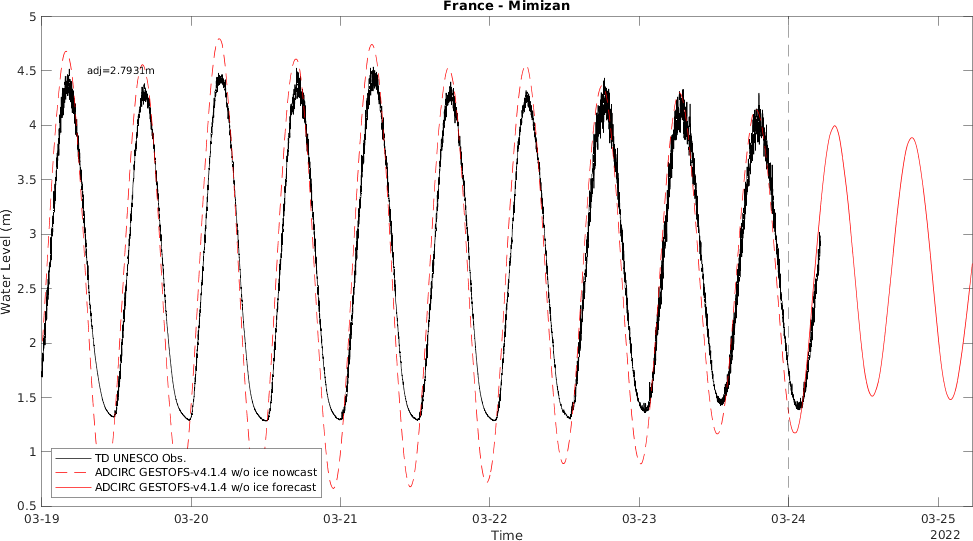 France - Mimizan
adj=2.7931m
5
4.5
4
3.5
3
2.5
2
1.5
1
0.5
Water Level (m)
TD UNESCO Obs.
ADCIRC GESTOFS-v4.1.4 w/o ice nowcast
ADCIRC GESTOFS-v4.1.4 w/o ice forecast
03-19
03-20
03-21
03-22
03-23
03-24
03-25
Time
2022